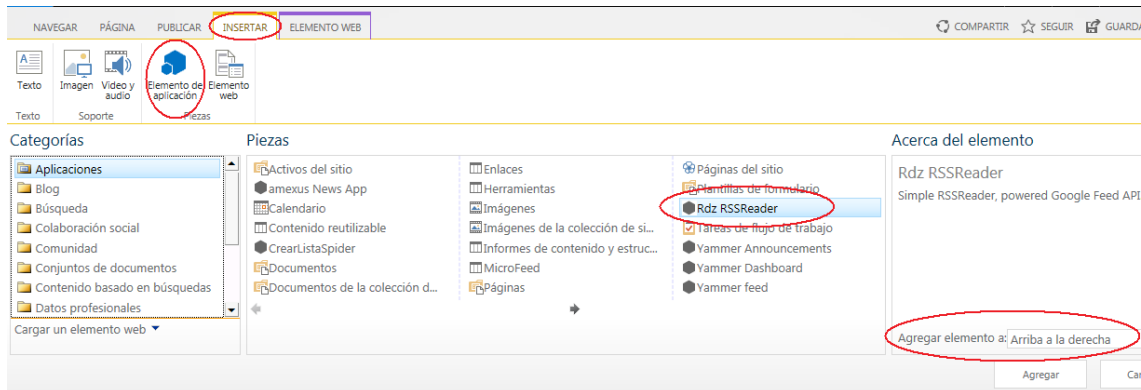 NAVEGAR PÁGINA PUBLICAR INSERTAR ELEMENTO WEB COMPARTIR SEGUIR GUARDA
Texto Imagen Video y audio Elemento de aplicación Elemento web
Texto Soporte Piezas
Categorías Piezas Acerca del elemento
Aplicaciones
Blog
Búsqueda
Colaboración social
Comunidad
Conjuntos de documentos
Contenido basado en búsquedas
Datos profesionales
Cargar un elemento web
Activos del sitio
amexus News App
Calendario
Contenido reutilizable
CrearListaSpider
Documentos
Documentos de la colección d...
Enlaces
Herramientas
Imágenes
Imágenes de la colección de si...
Informes de contenido y estruc...
MicroFeed
Páginas
Páginas del sitio
Plantillas de formulario
Rdz RSSReader
Tareas de flujo de trabajo
Yammer Announcements
Yammer Dashboard
Yammer feed
Rdz RSSReader
Simple RSSReader, powered Google Feed API
Agregar elemento a: Arriba a la derecha
Agregar Can